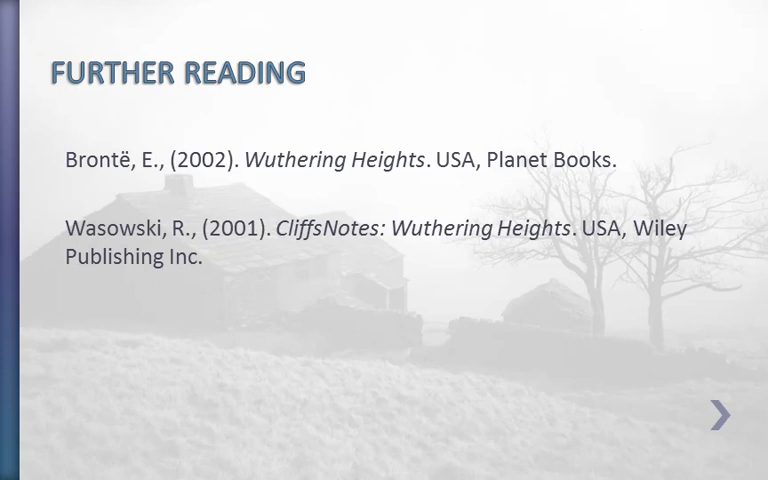 FURTHER READING
Brontë, E., (2002). Wuthering Heights. USA, Planet Books.
Wasowski, R., (2001). CliffsNotes: Wuthering Heights. USA, Wiley
Publishing Inc.